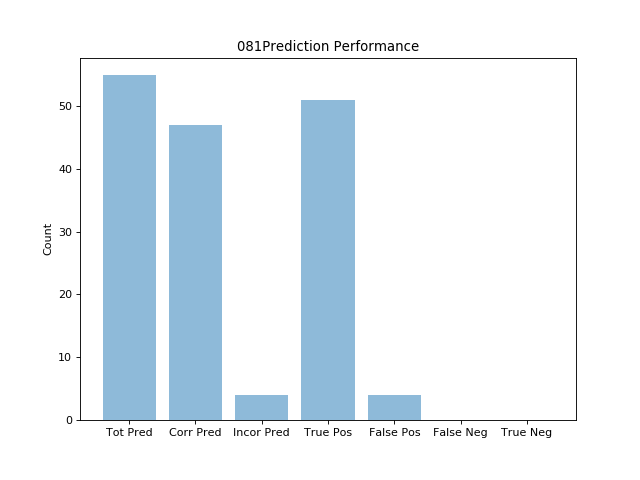 081Prediction Performance
Count
50
40
30
20
10
0
Tot Pred Corr Pred Incor Pred True Pos False Pos False Neg True Neg